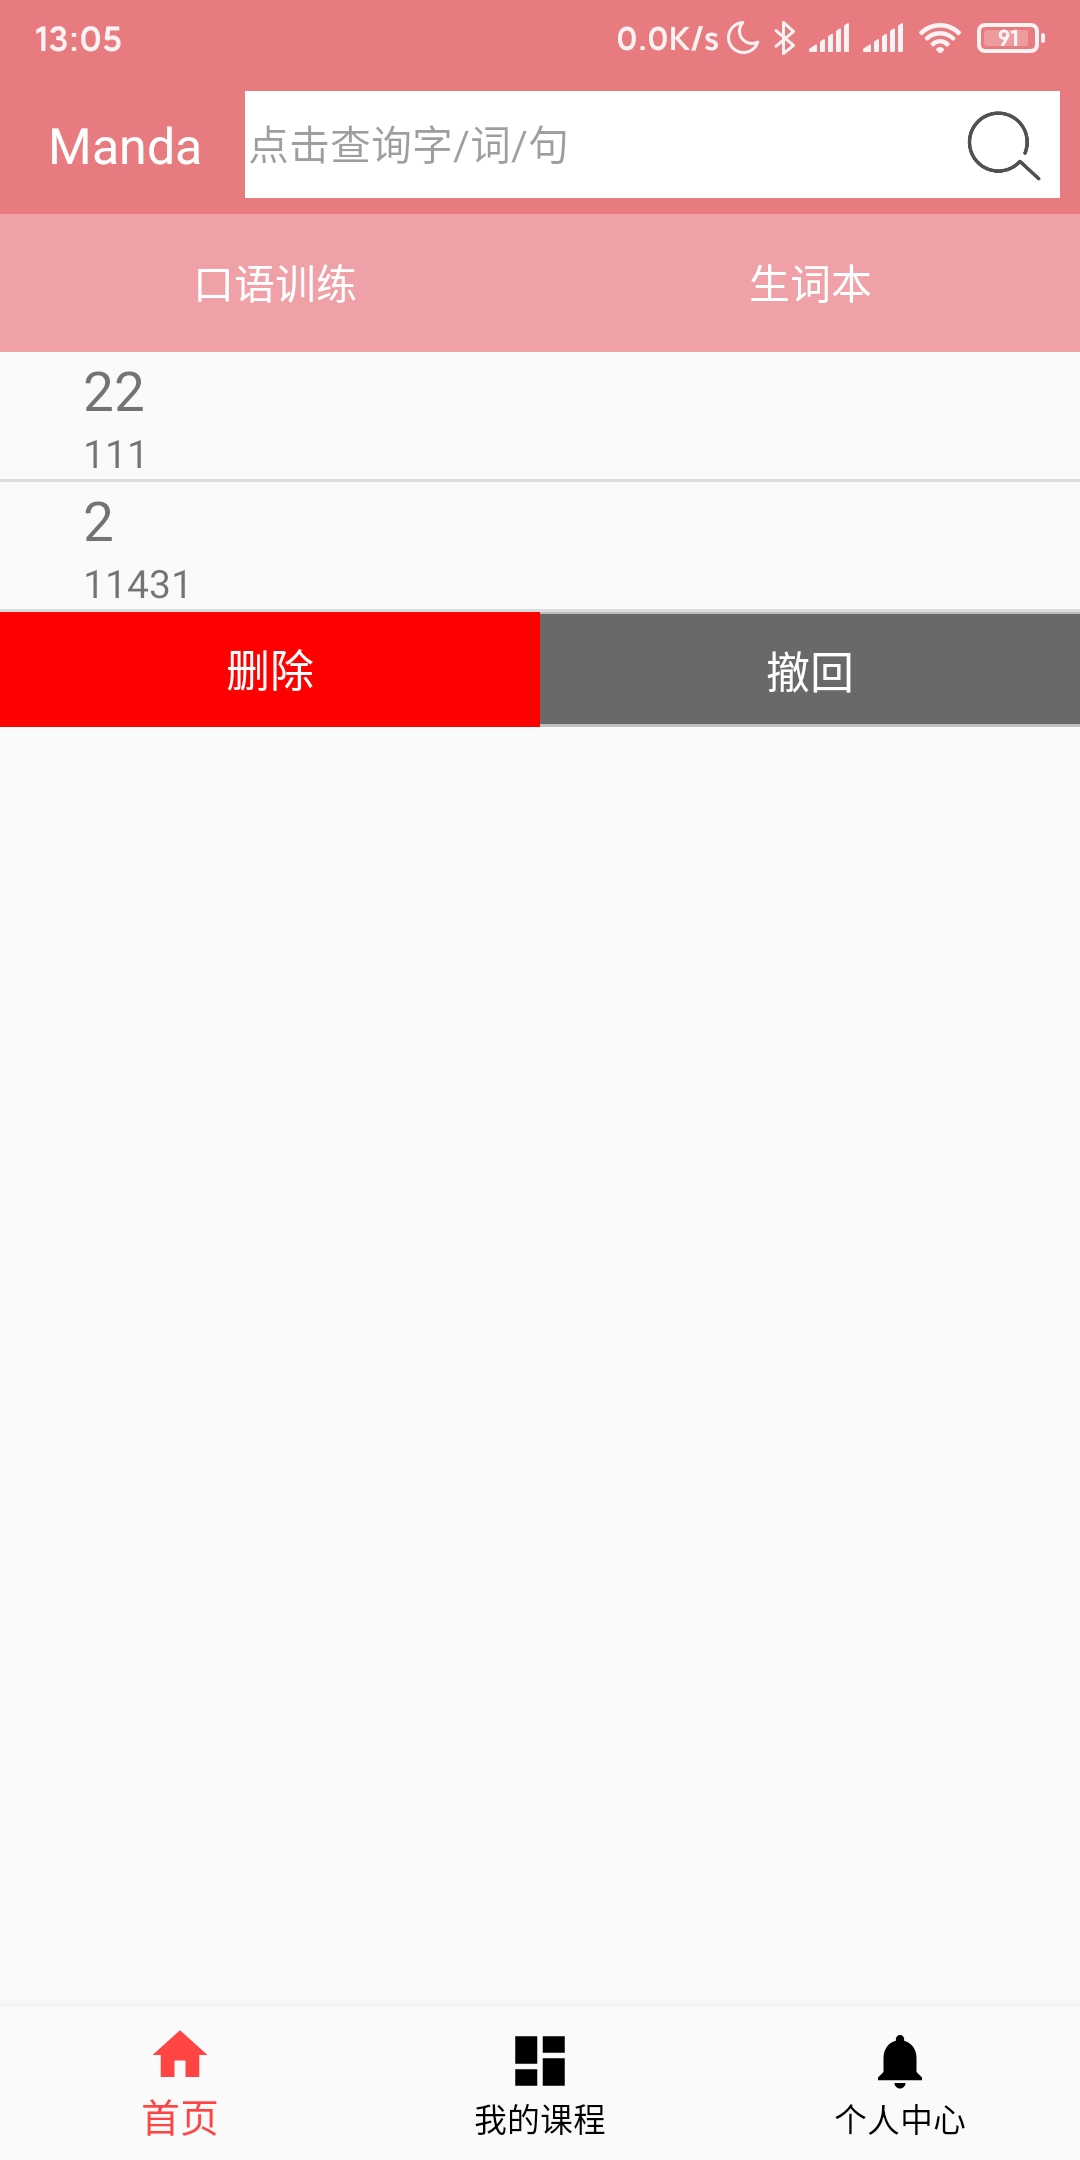 13:05 0.0K/s 91
Manda 点击查询字/词/句
口语训练 生词本
22
111
2
11431
删除 撤回
首页 我的课程 个人中心